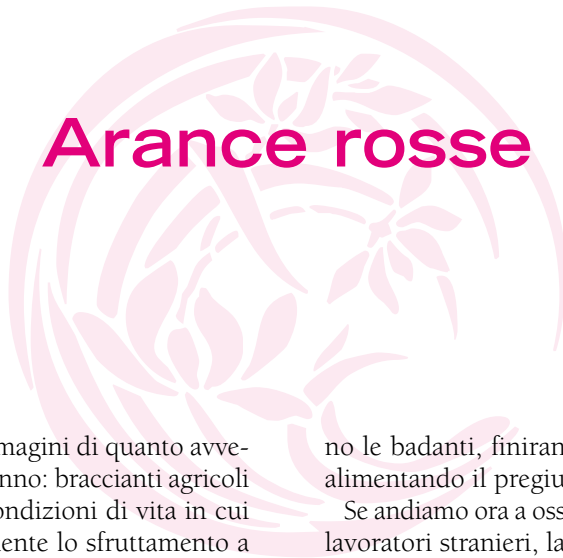 Arance rosse
magini di quanto avve-
nno: braccianti agricoli
ondizioni di vita in cui
ente lo sfruttamento a
no le badanti, finiran
alimentando il pregiu
Se andiamo ora a oss
lavoratori stranieri, la